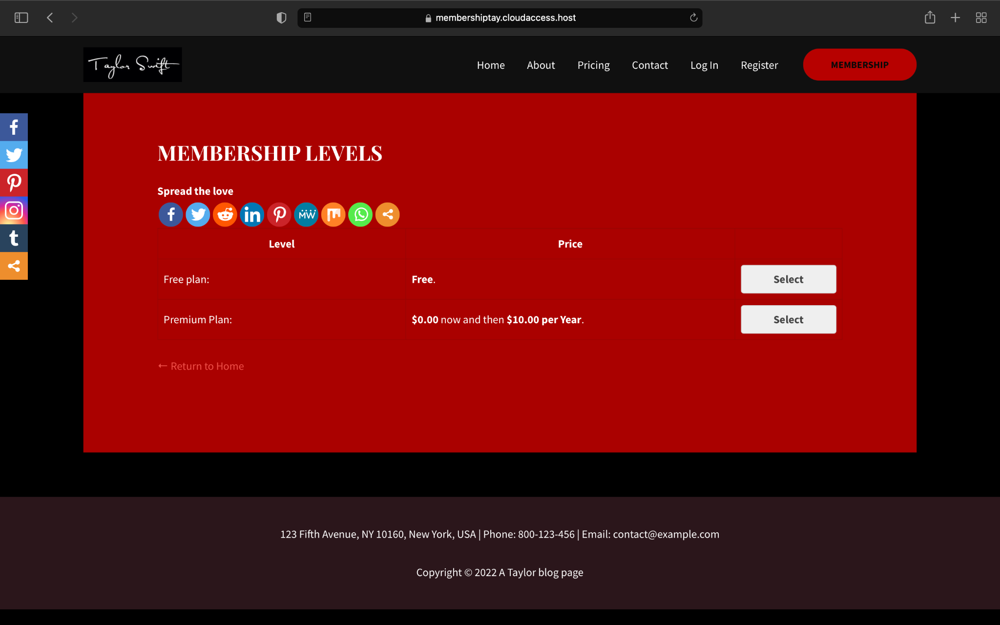 membershiptay.cloudaccess.host
Taylor Swift
Home About Pricing Contact Log In Register MEMBERSHIP
MEMBERSHIP LEVELS
Spread the love
MW
Level Price
Free plan: Free. Select
Premium Plan: $0.00 now and then $10.00 per Year. Select
← Return to Home
123 Fifth Avenue, NY 10160, New York, USA | Phone: 800-123-456 | Email: contact@example.com
Copyright © 2022 A Taylor blog page